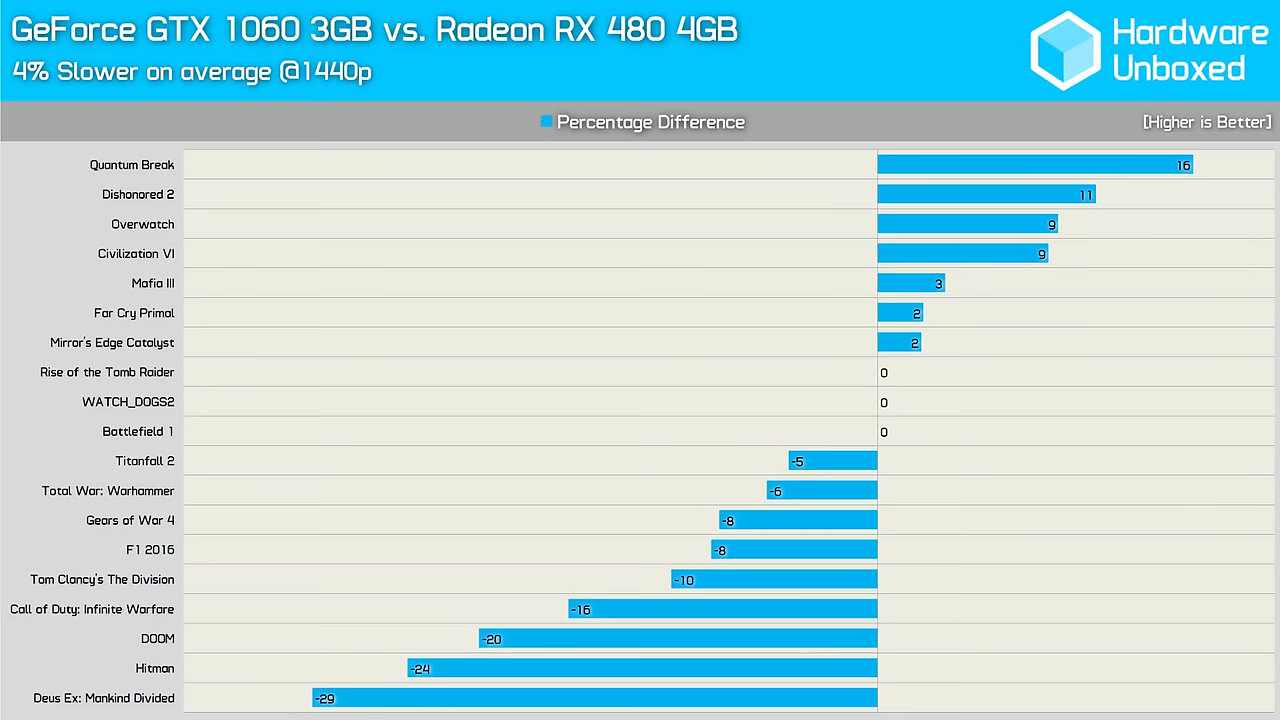 GeForce GTX 1060 3GB vs. Radeon RX 480 4GB
4% Slower on average @1440p
Hardware
Unboxed
Percentage Difference
[Higher is Better]
Quantum Break 16
Dishonored 2 11
Overwatch 9
Civilization VI 9
Mafia III 3
Far Cry Primal 2
Mirror's Edge Catalyst 2
Rise of the Tomb Raider 0
WATCH_DOGS2 0
Battlefield 1 0
Titanfall 2 -5
Total War: Warhammer -6
Gears of War 4 -8
F1 2016 -8
Tom Clancy's The Division -10
Call of Duty: Infinite Warfare -16
DOOM -20
Hitman -24
Deus Ex: Mankind Divided -29